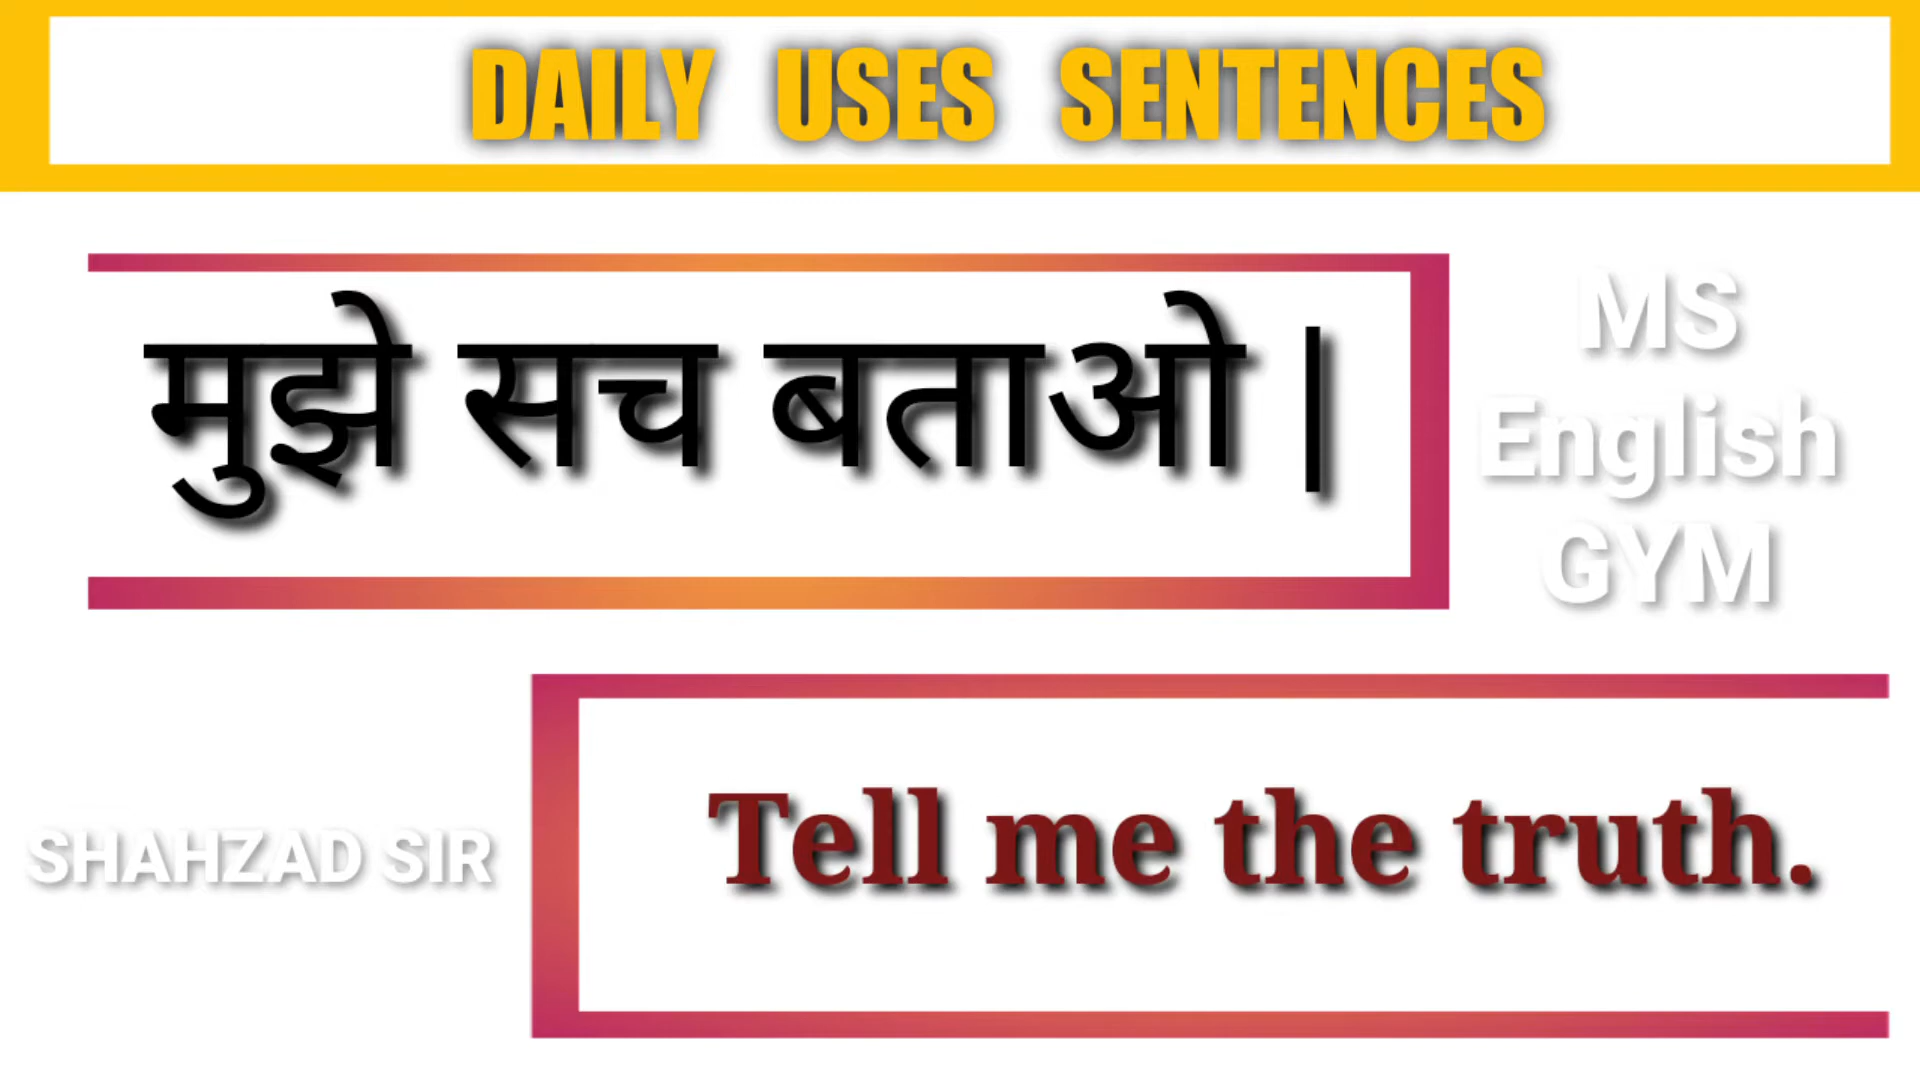 DAILY USES SENTENCES
मुझे सच बताओ |
MS
English
GYM
SHAHZAD SIR
Tell me the truth.